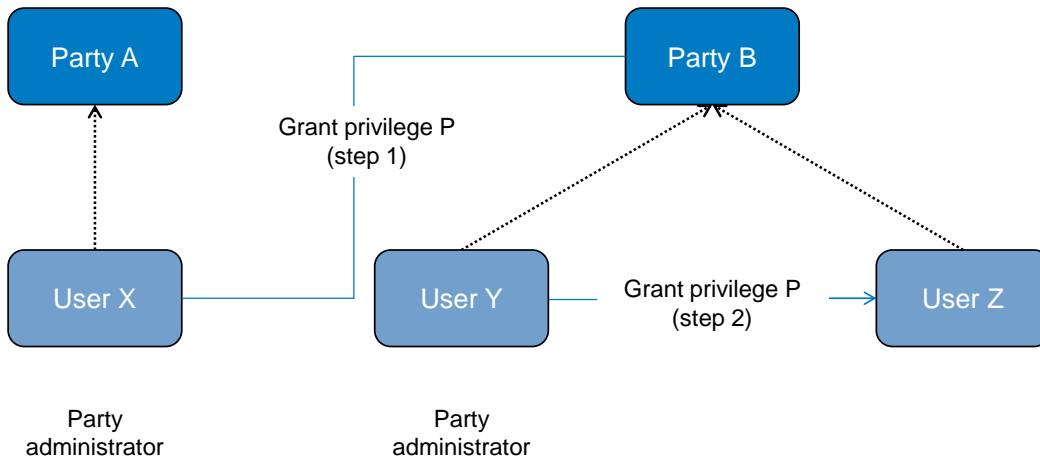 Party A
Party B
Grant privilege P
(step 1)
User X
User Y
Grant privilege P
(step 2)
User Z
Party
administrator
Party
administrator